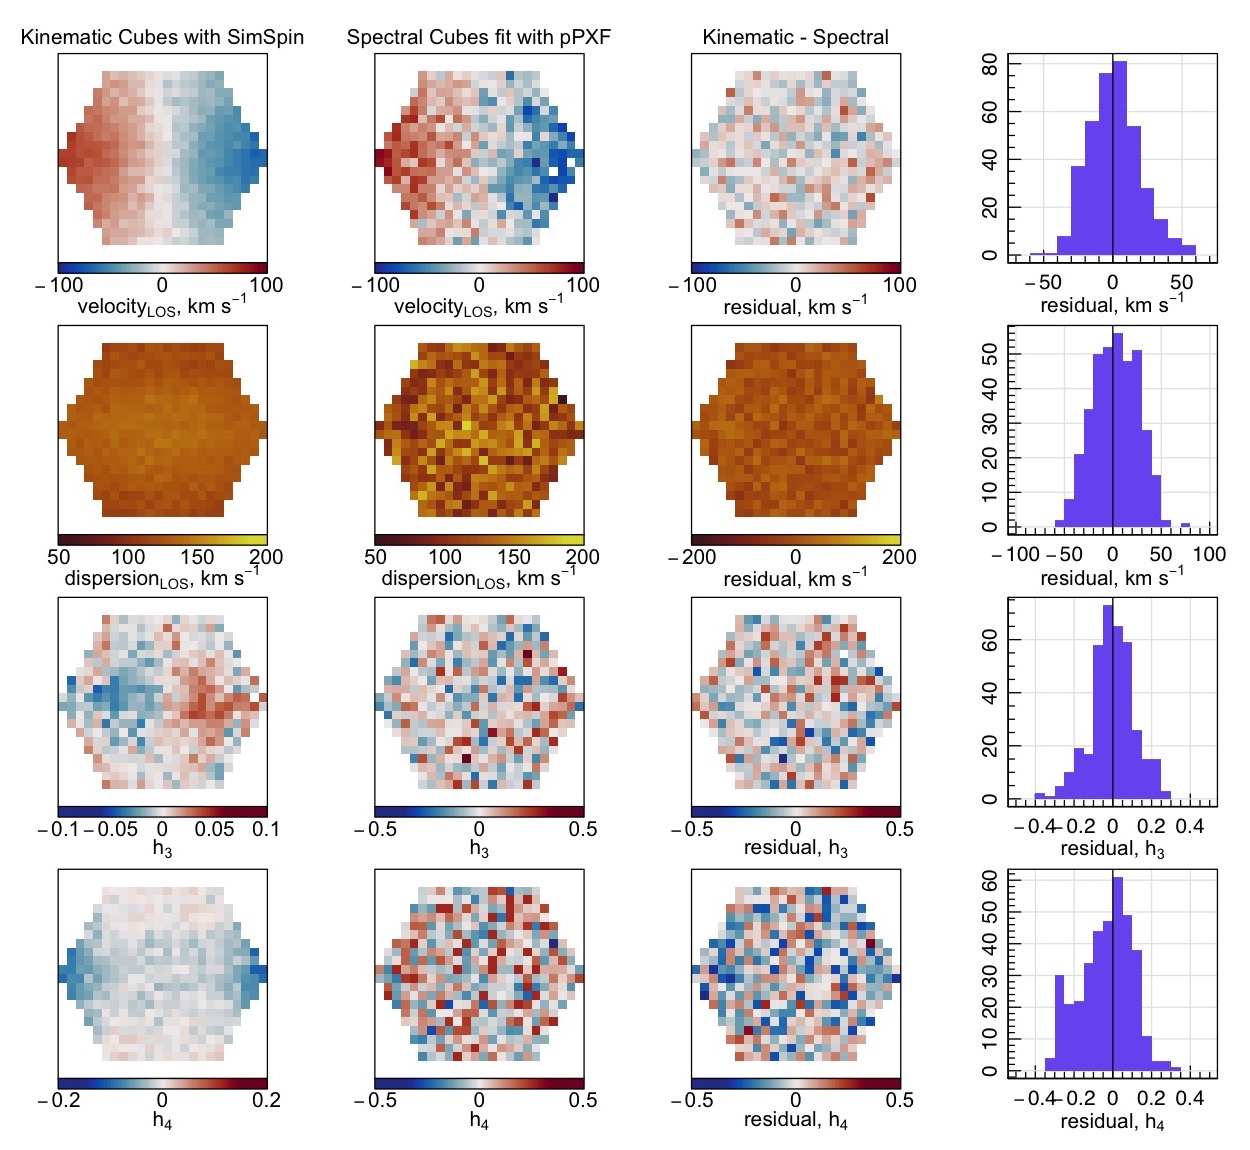 Kinematic Cubes with SimSpin Spectral Cubes fit with pPXF Kinematic - Spectral
0 20 40 60 80
−100 0 100 −100 0 100 −100 0 100 −50 0 50
velocityLOS, km s−1 velocityLOS, km s−1 residual, km s−1 residual, km s−1
0 10 20 30 40 50
50 100 150 200 50 100 150 200 −200 0 200 −100 −50 0 50 100
dispersionLOS, km s−1 dispersionLOS, km s−1 residual, km s−1 residual, km s−1
0 20 40 60
−0.1 −0.05 0 0.05 0.1 −0.5 0 0.5 −0.5 0 0.5 −0.4 −0.2 0 0.2 0.4
h3 h3 residual, h3 residual, h3
0 10 20 30 40 50 60
−0.2 0 0.2 −0.5 0 0.5 −0.5 0 0.5 −0.4 −0.2 0 0.2 0.4
h4 h4 residual, h4 residual, h4